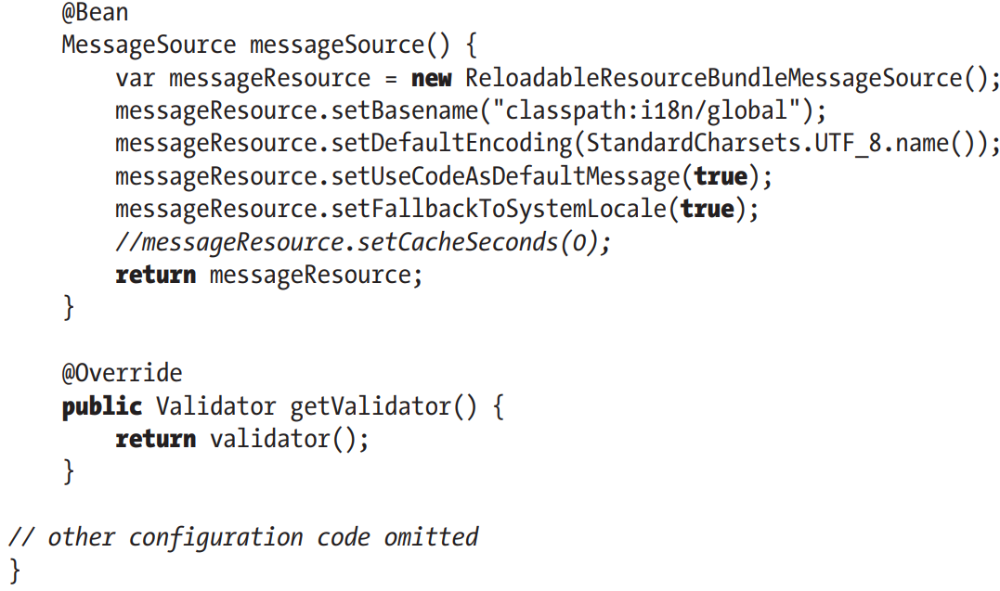 @Bean
MessageSource messageSource() {
var messageResource = new ReloadableResourceBundleMessageSource();
messageResource.setBasename("classpath:i18n/global");
messageResource.setDefaultEncoding(StandardCharsets.UTF_8.name());
messageResource.setUseCodeAsDefaultMessage(true);
messageResource.setFallbackToSystemLocale(true);
//messageResource.setCacheSeconds(0);
return messageResource;
}
@Override
public Validator getValidator() {
return validator();
}
// other configuration code omitted
}